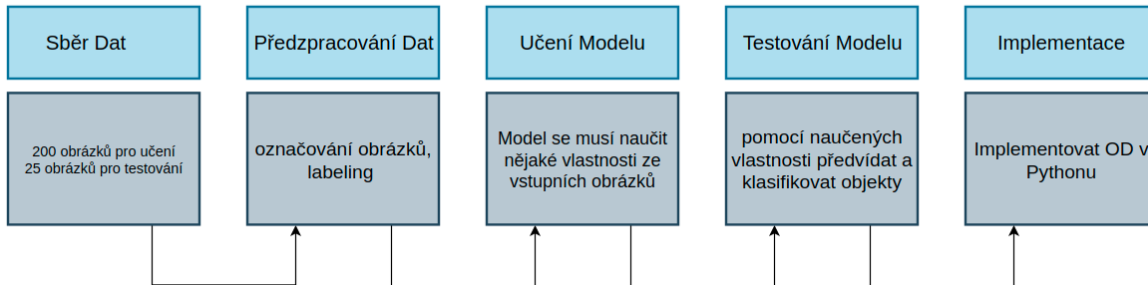 Sběr Dat
Předzpracování Dat
Učení Modelu
Testování Modelu
Implementace
200 obrázků pro učení
25 obrázků pro testování
označování obrázků,
labeling
Model se musí naučit
nějaké vlastnosti ze
vstupních obrázků
pomocí naučených
vlastnosti předvídat a
klasifikovat objekty
Implementovat OD v
Pythonu